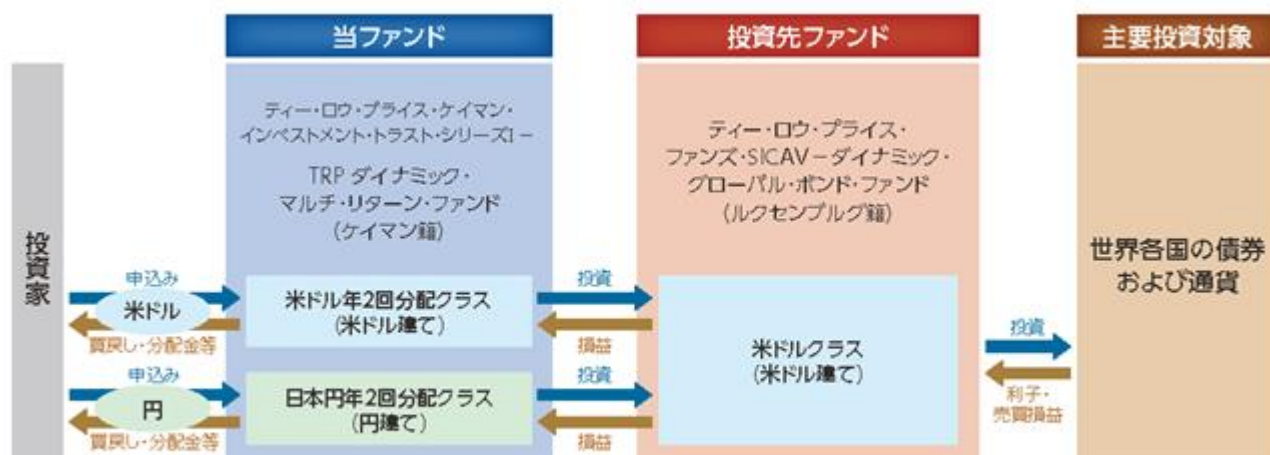 当ファンド
投資先ファンド
主要投資対象
投資家
ティー・ロウ・プライス・ケイマン・
インベストメント・トラスト・シリーズI－
TRP ダイナミック・
マルチ・リターン・ファンド
(ケイマン籍)
ティー・ロウ・プライス・
ファンズ・SICAV－ダイナミック・
グローバル・ボンド・ファンド
(ルクセンブルグ籍)
世界各国の債券
および通貨
申込み
米ドル
買戻し・分配金等
米ドル年2回分配クラス
(米ドル建て)
投資
損益
申込み
円
買戻し・分配金等
日本円年2回分配クラス
(円建て)
投資
損益
米ドルクラス
(米ドル建て)
投資
利子・
売買損益